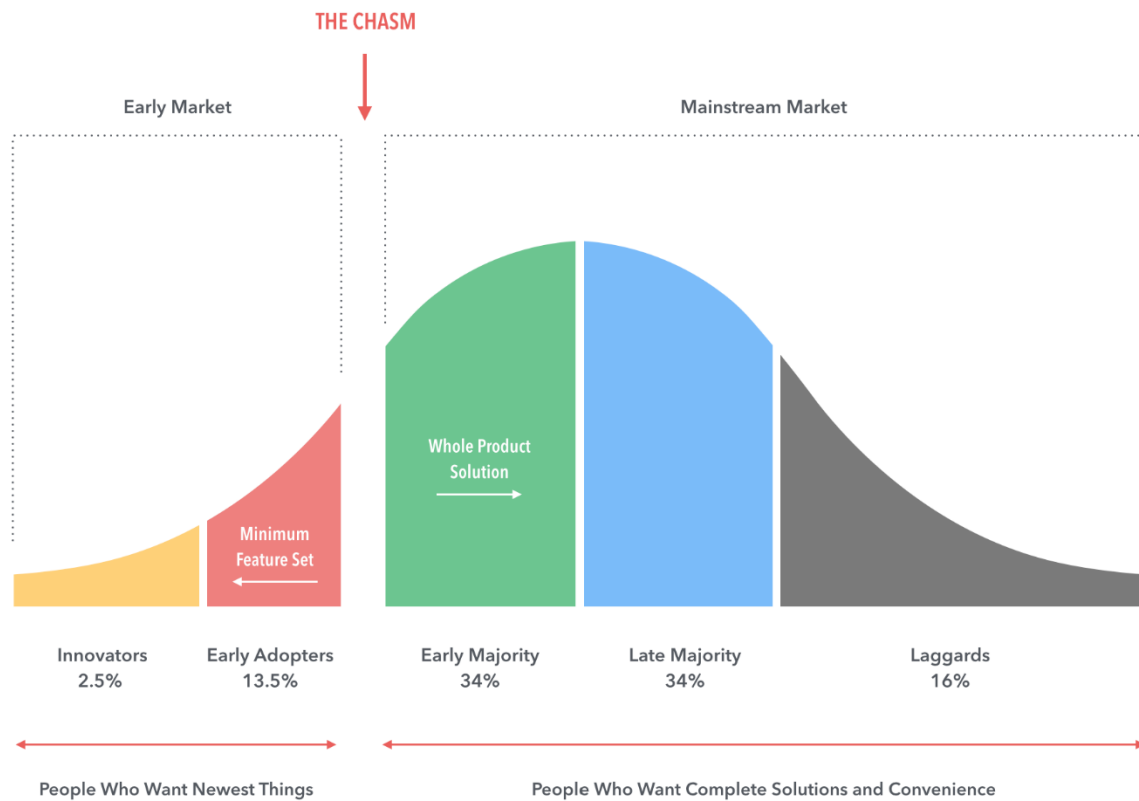 THE CHASM
Early Market
Mainstream Market
Whole Product
Solution
Minimum
Feature Set
Innovators
2.5%
Early Adopters
13.5%
Early Majority
34%
Late Majority
34%
Laggards
16%
People Who Want Newest Things
People Who Want Complete Solutions and Convenience